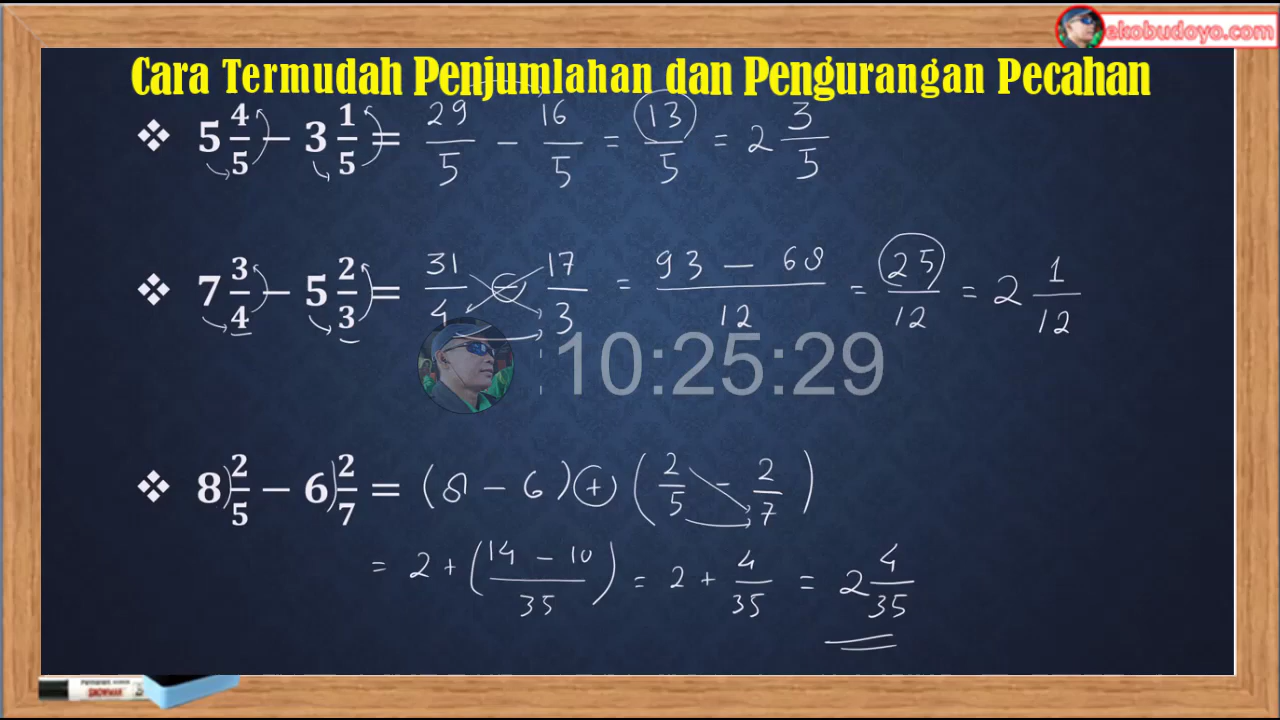 ekobudoyo.com
Cara Termudah Penjumlahan dan Pengurangan Pecahan
❖ 5 4/5 − 3 1/5 = 29/5 − 16/5 = 13/5 = 2 3/5
❖ 7 3/4 − 5 2/3 = 31/4 − 17/3 = 93 − 68/12 = 25/12 = 2 1/12
10:25:29
❖ 8 2/5 − 6 2/7 = (8 − 6) + (2/5 − 2/7)
= 2 + (14 − 10/35) = 2 + 4/35 = 2 4/35
SNOWMAN